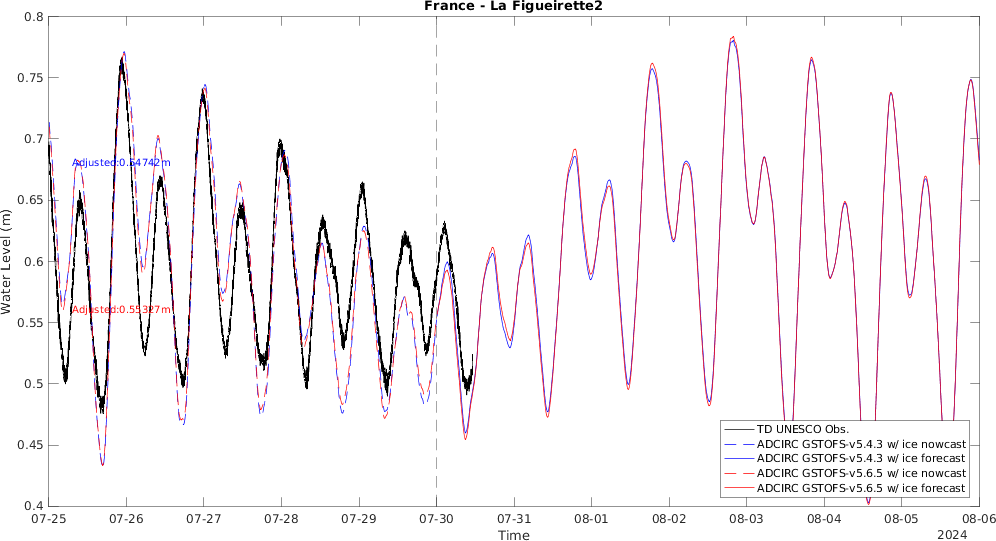 France - La Figueirette2
0.8
0.75
0.7
0.65
0.6
0.55
0.5
0.45
0.4
Water Level (m)
Adjusted:0.54742m
Adjusted:0.55327m
TD UNESCO Obs.
ADCIRC GSTOFS-v5.4.3 w/ ice nowcast
ADCIRC GSTOFS-v5.4.3 w/ ice forecast
ADCIRC GSTOFS-v5.6.5 w/ ice nowcast
ADCIRC GSTOFS-v5.6.5 w/ ice forecast
07-25 07-26 07-27 07-28 07-29 07-30 07-31 08-01 08-02 08-03 08-04 08-05 08-06
Time
2024